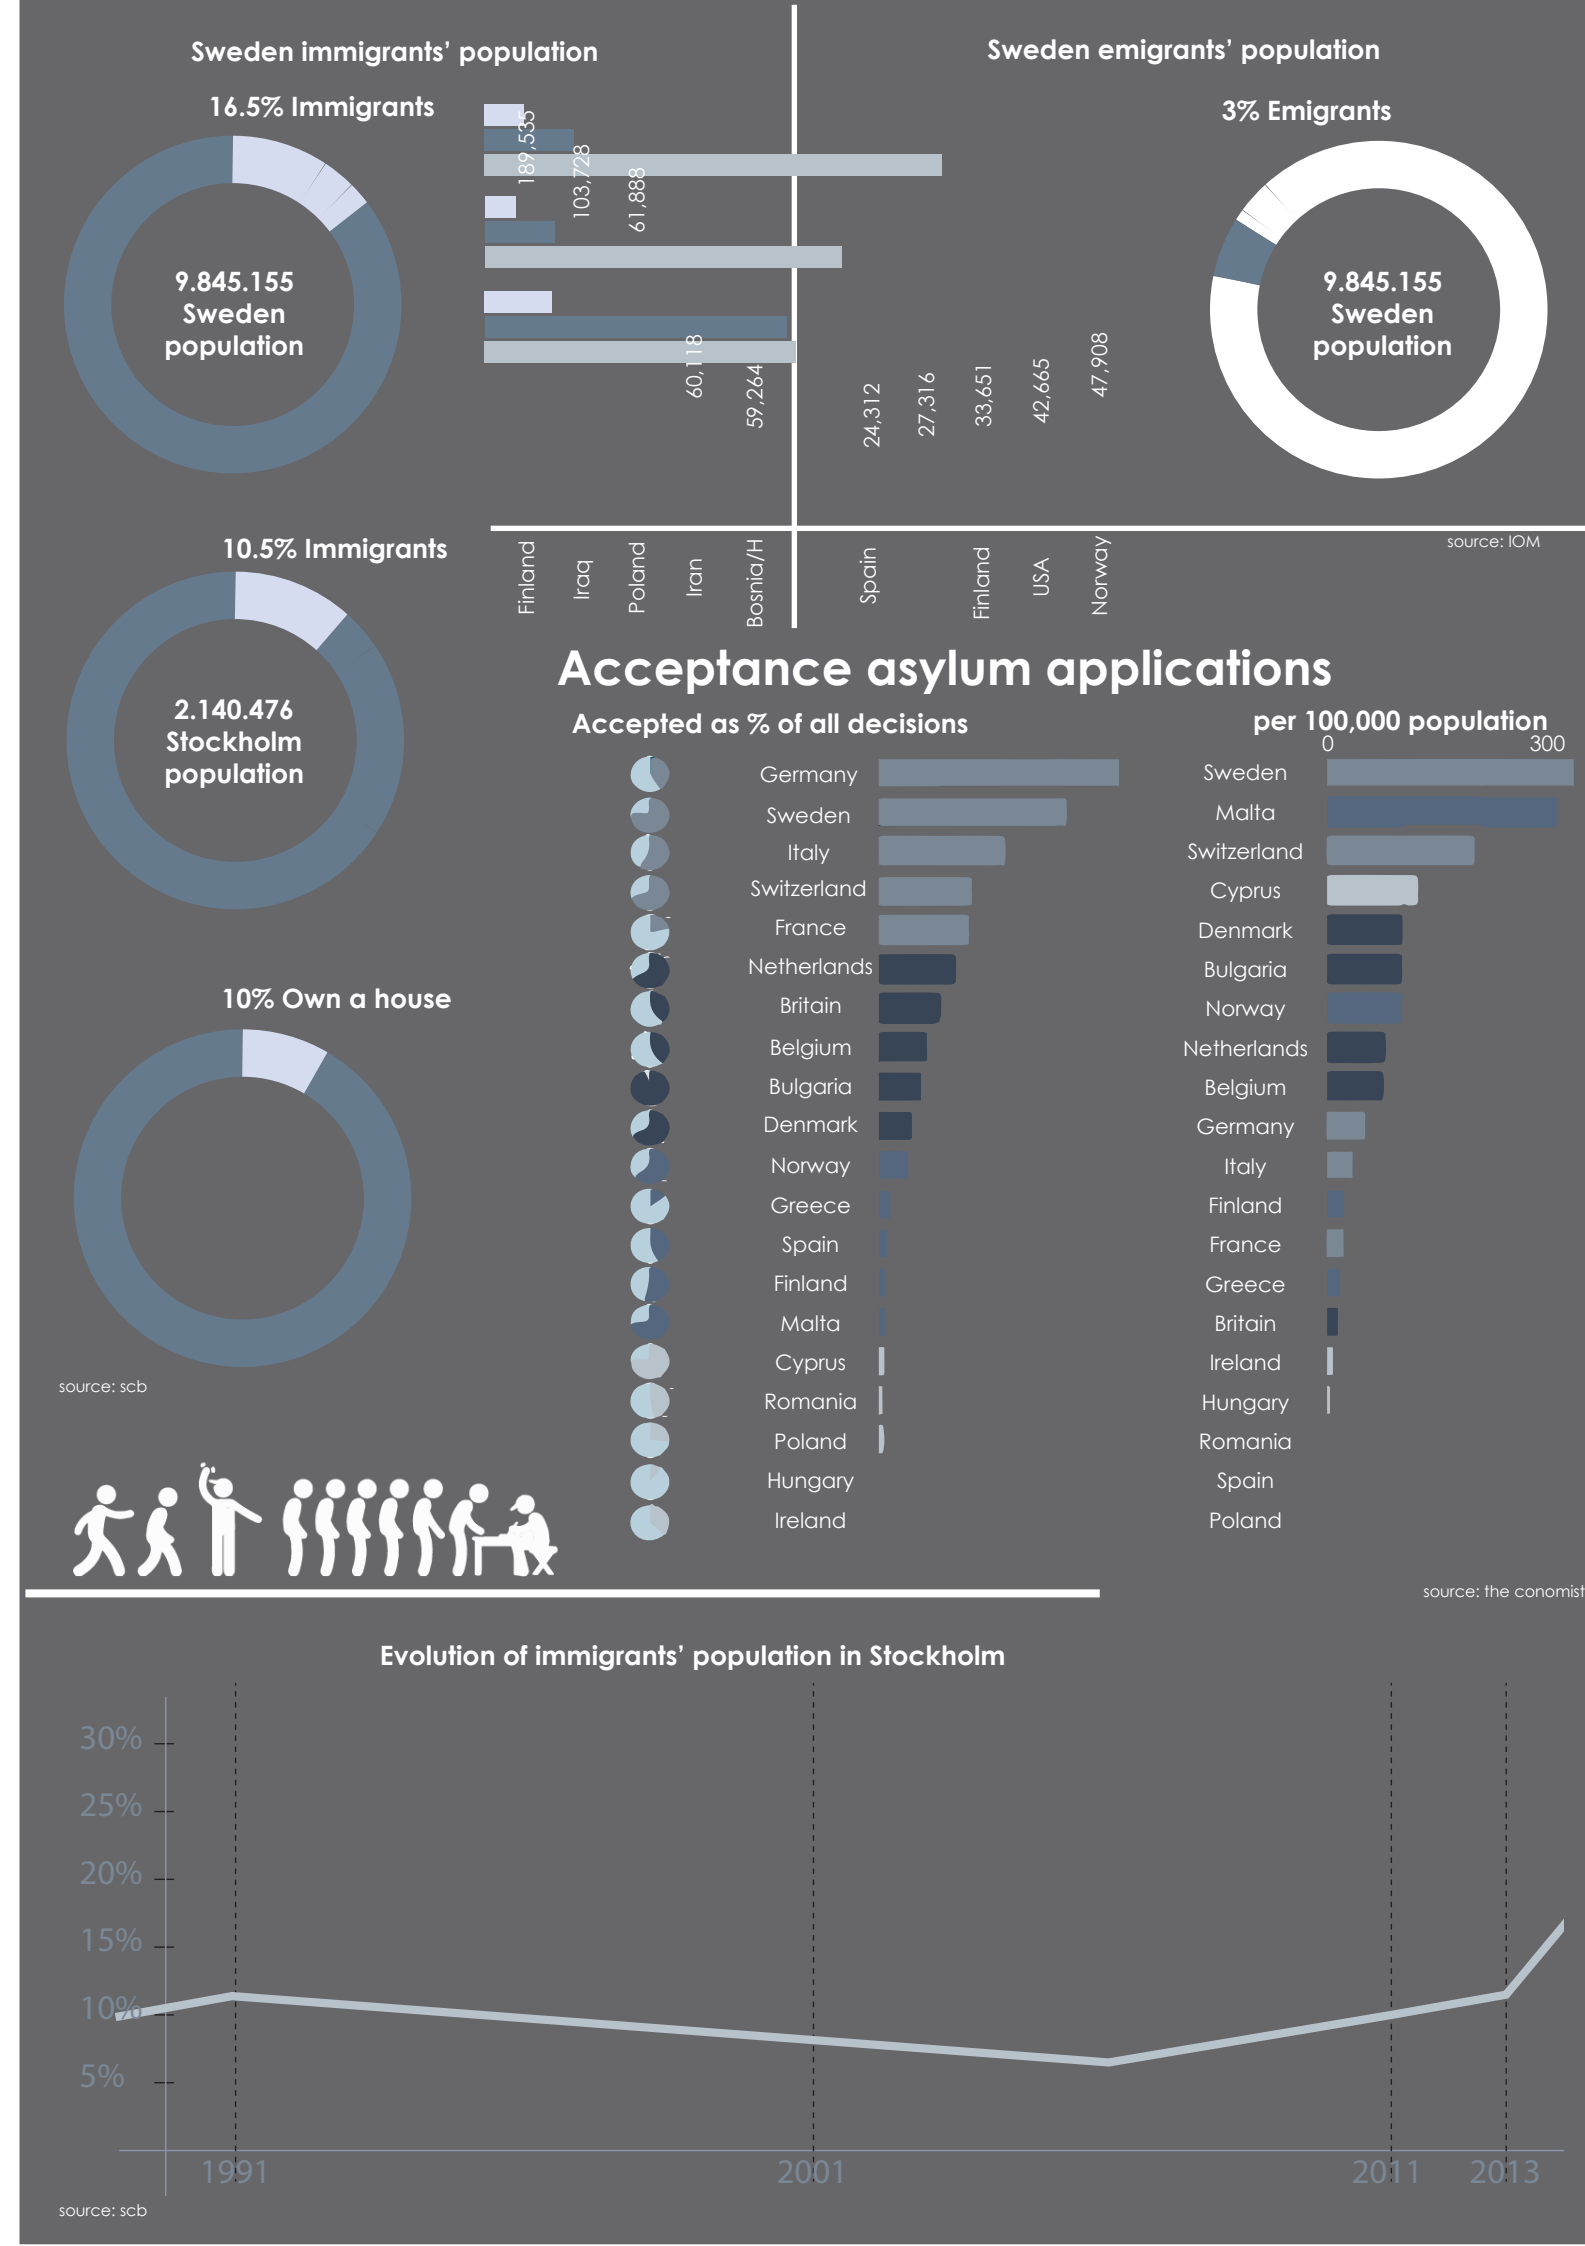 Sweden immigrants’ population
16.5% Immigrants
9.845.155
Sweden
population
189,535
103,728
61,888
60,118
59,264
Finland
Iraq
Poland
Iran
Bosnia/H
Sweden emigrants’ population
3% Emigrants
9.845.155
Sweden
population
24,312
27,316
33,651
42,665
47,908
Spain
Finland
USA
Norway
source: IOM
10.5% Immigrants
2.140.476
Stockholm
population
10% Own a house
source: scb
Acceptance asylum applications
Accepted as % of all decisions
Germany
Sweden
Italy
Switzerland
France
Netherlands
Britain
Belgium
Bulgaria
Denmark
Norway
Greece
Spain
Finland
Malta
Cyprus
Romania
Poland
Hungary
Ireland
per 100,000 population
0 300
Sweden
Malta
Switzerland
Cyprus
Denmark
Bulgaria
Norway
Netherlands
Belgium
Germany
Italy
Finland
France
Greece
Britain
Ireland
Hungary
Romania
Spain
Poland
source: the conomist
Evolution of immigrants’ population in Stockholm
30%
25%
20%
15%
10%
5%
1991 2001 2011 2013
source: scb